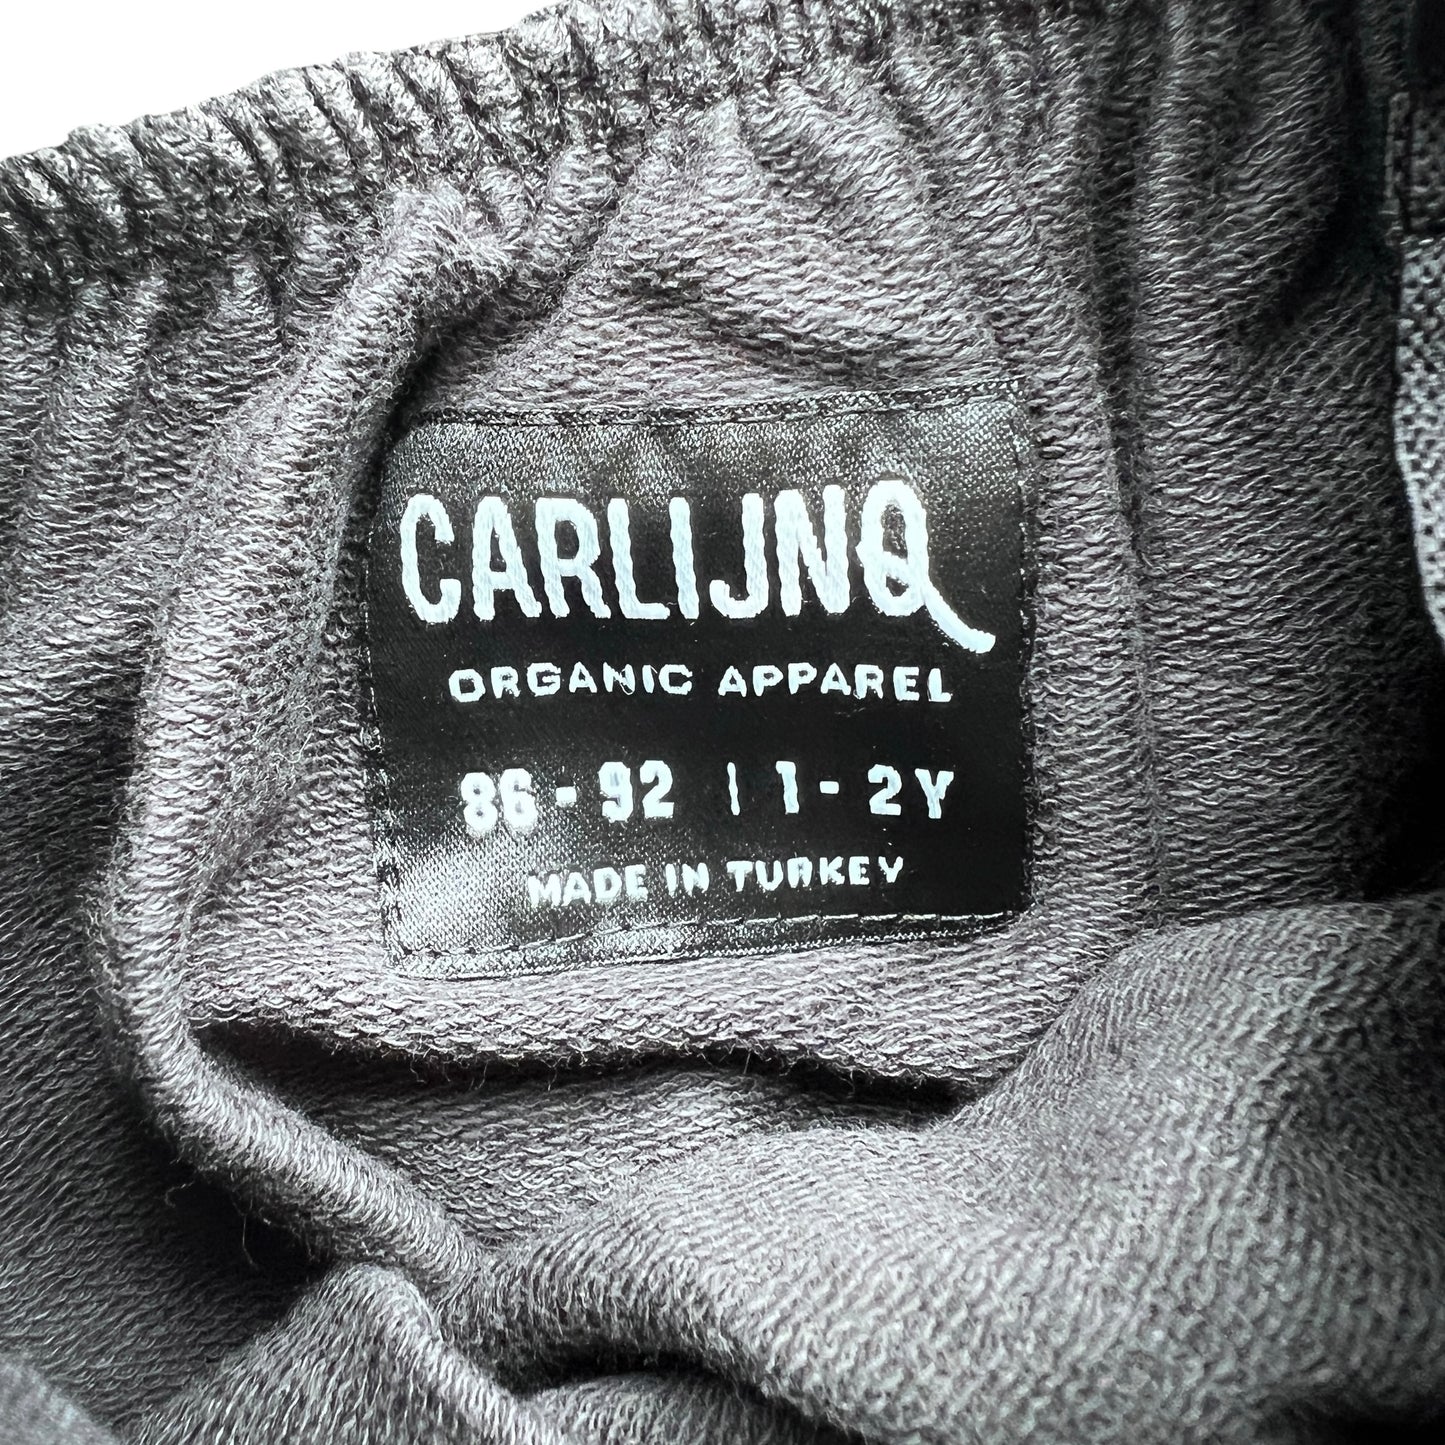 CARLIJNQ
ORGANIC APPAREL
86 - 92 | 1 - 2Y
MADE IN TURKEY